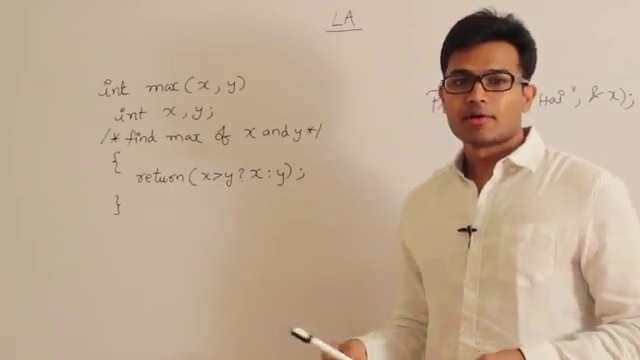 LA
int max(x, y)
int x, y;
/* find max of x and y */
{
return(x>y?x:y);
}
Hai", &x);